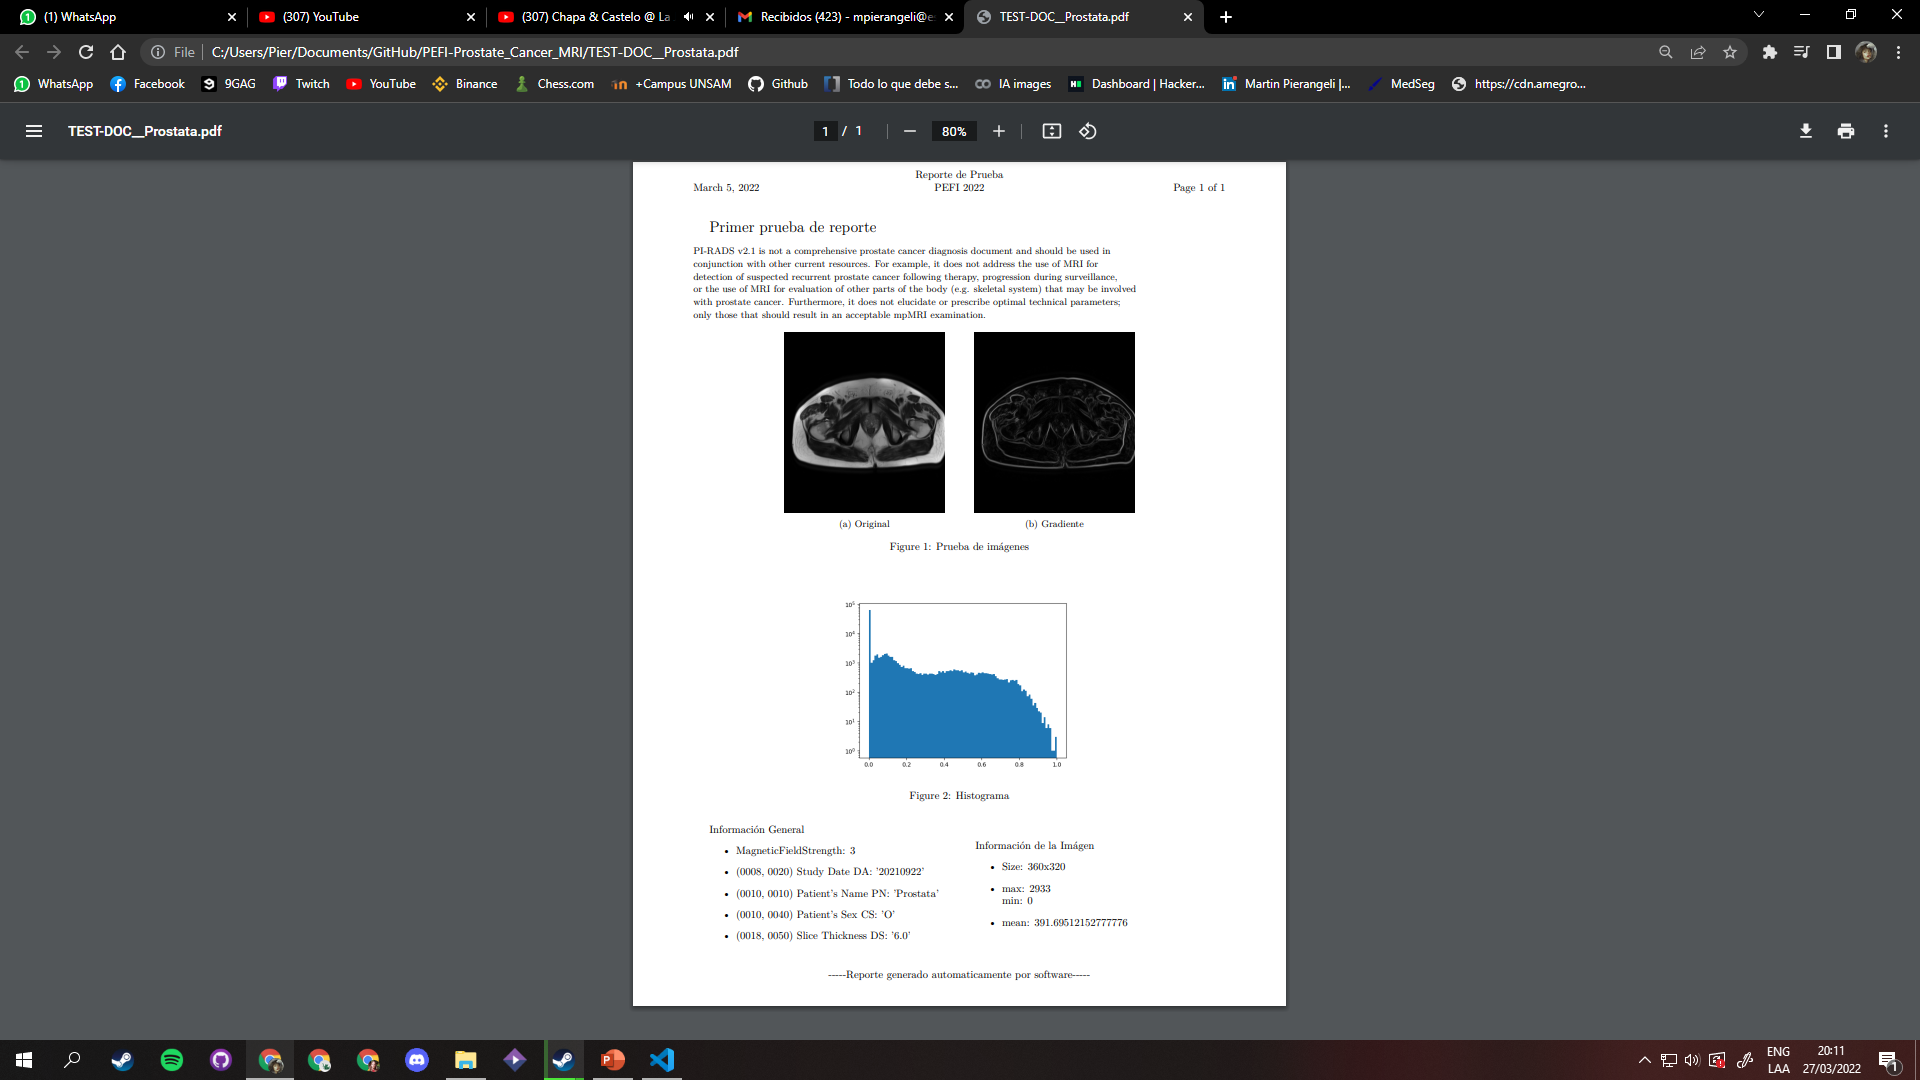 (1) WhatsApp
(307) YouTube
(307) Chapa & Castelo @ La
Recibidos (423) - mpierangeli@e
TEST-DOC__Prostata.pdf
File
C:/Users/Pier/Documents/GitHub/PEFI-Prostate_Cancer_MRI/TEST-DOC__Prostata.pdf
WhatsApp
Facebook
9GAG
Twitch
YouTube
Binance
Chess.com
+Campus UNSAM
Github
Todo lo que debe s...
IA images
Dashboard | Hacker...
Martin Pierangeli |...
MedSeg
https://cdn.amegro...
TEST-DOC__Prostata.pdf
1 / 1
80%
Reporte de Prueba
March 5, 2022 PEFI 2022 Page 1 of 1
Primer prueba de reporte
PI-RADS v2.1 is not a comprehensive prostate cancer diagnosis document and should be used in
conjunction with other current resources. For example, it does not address the use of MRI for
detection of suspected recurrent prostate cancer following therapy, progression during surveillance,
or the use of MRI for evaluation of other parts of the body (e.g. skeletal system) that may be involved
with prostate cancer. Furthermore, it does not elucidate or prescribe optimal technical parameters;
only those that should result in an acceptable mpMRI examination.
(a) Original
(b) Gradiente
Figure 1: Prueba de imágenes
10⁵
10⁴
10³
10²
10¹
10⁰
0.0 0.2 0.4 0.6 0.8 1.0
Figure 2: Histograma
Información General
• MagneticFieldStrength: 3
• (0008, 0020) Study Date DA: '20210922'
• (0010, 0010) Patient's Name PN: 'Prostata'
• (0010, 0040) Patient's Sex CS: 'O'
• (0018, 0050) Slice Thickness DS: '6.0'
Información de la Imágen
• Size: 360x320
• max: 2933
min: 0
• mean: 391.69512152777776
-----Reporte generado automaticamente por software-----
ENG
LAA
20:11
27/03/2022
1